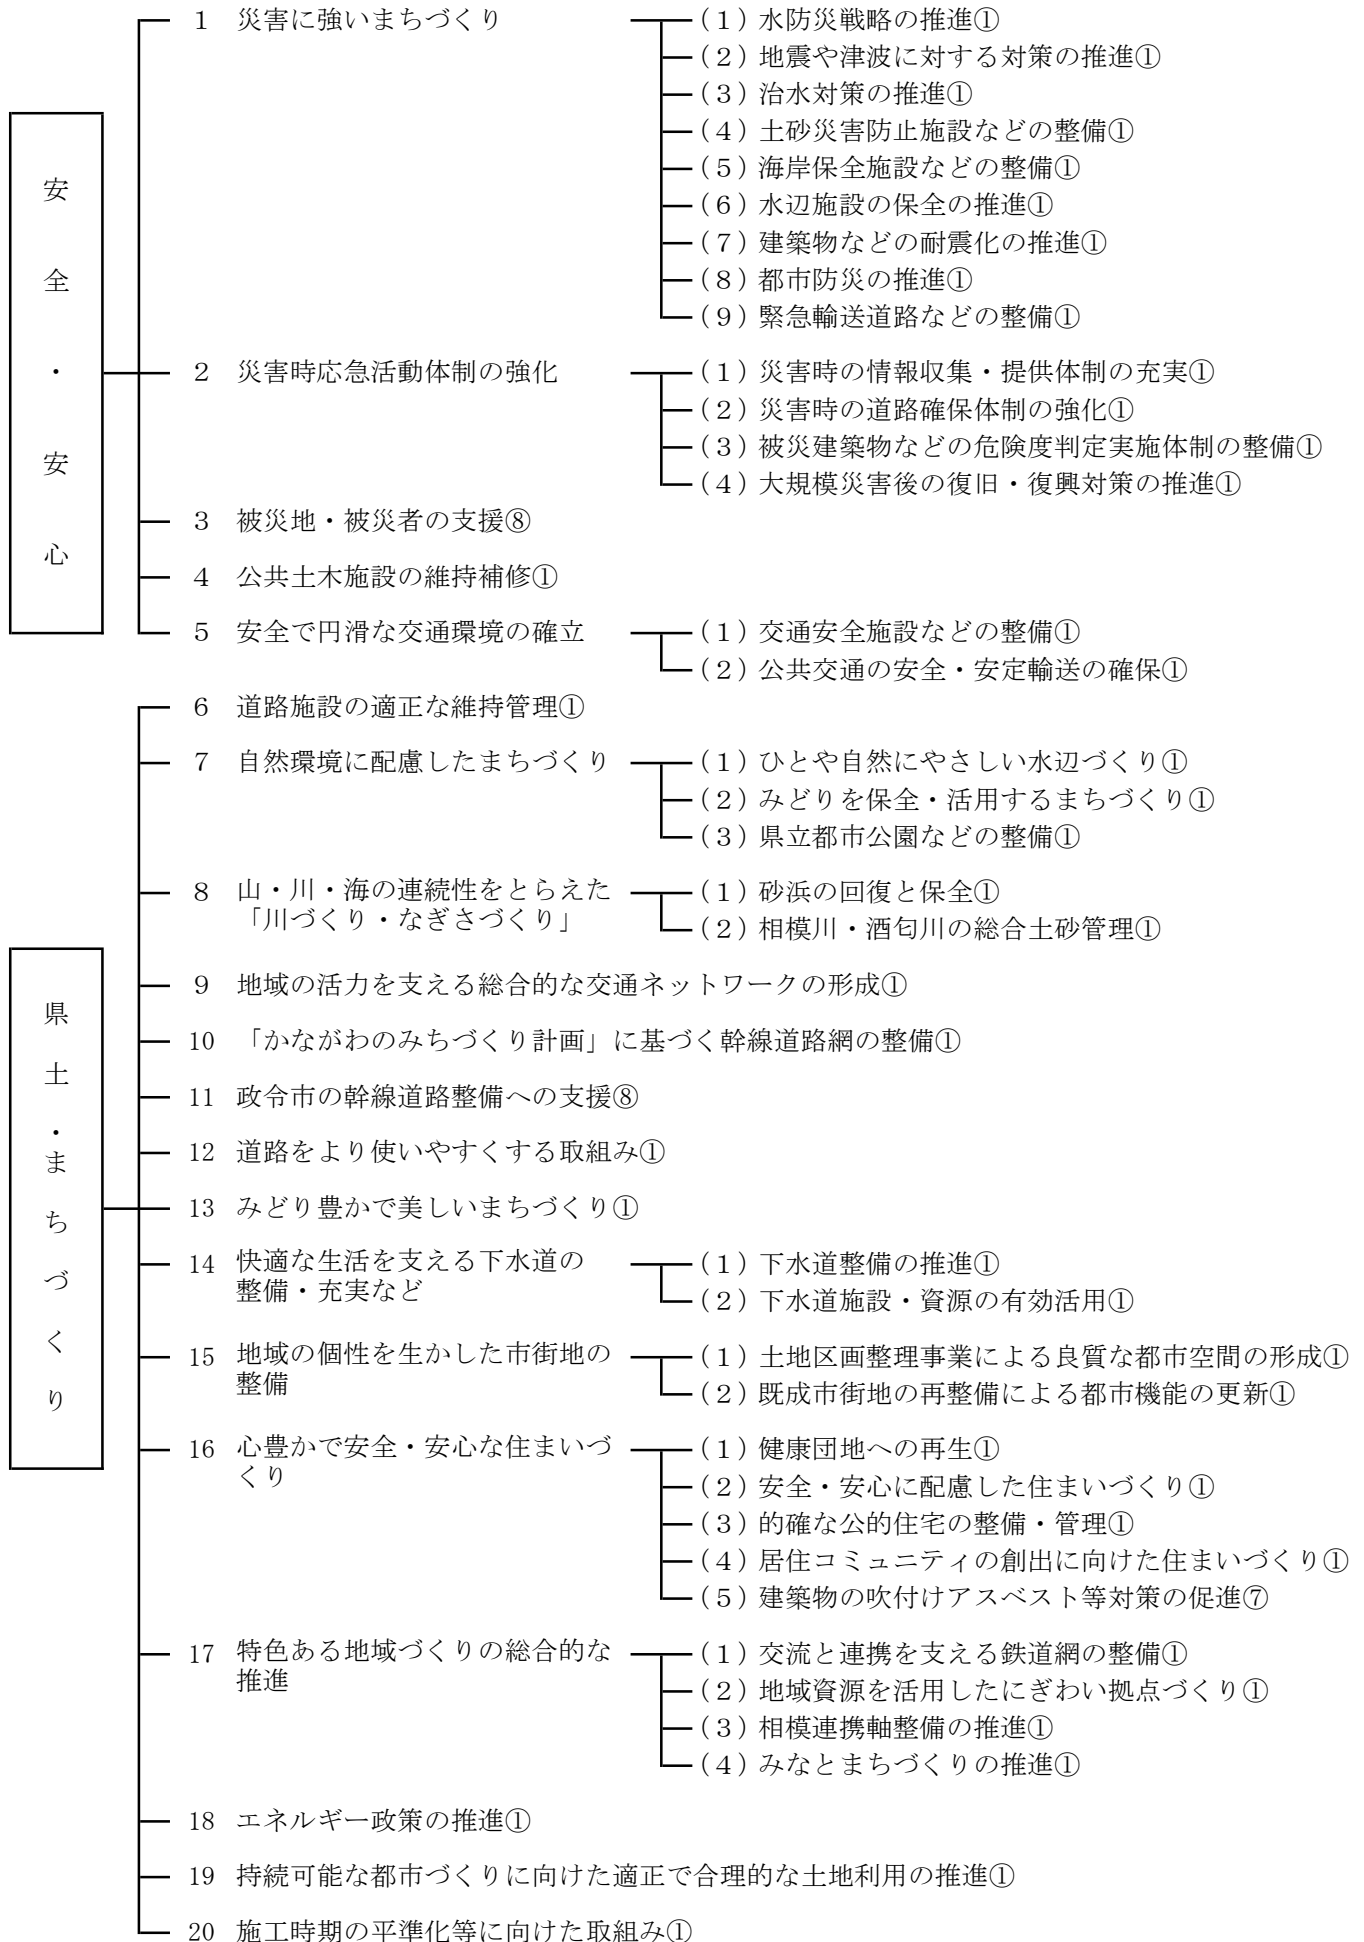 安全・安心
1 災害に強いまちづくり
(1)水防災戦略の推進①
(2)地震や津波に対する対策の推進①
(3)治水対策の推進①
(4)土砂災害防止施設などの整備①
(5)海岸保全施設などの整備①
(6)水辺施設の保全の推進①
(7)建築物などの耐震化の推進①
(8)都市防災の推進①
(9)緊急輸送道路などの整備①
2 災害時応急活動体制の強化
(1)災害時の情報収集・提供体制の充実①
(2)災害時の道路確保体制の強化①
(3)被災建築物などの危険度判定実施体制の整備①
(4)大規模災害後の復旧・復興対策の推進①
3 被災地・被災者の支援⑧
4 公共土木施設の維持補修①
5 安全で円滑な交通環境の確立
(1)交通安全施設などの整備①
(2)公共交通の安全・安定輸送の確保①
県土・まちづくり
6 道路施設の適正な維持管理①
7 自然環境に配慮したまちづくり
(1)ひとや自然にやさしい水辺づくり①
(2)みどりを保全・活用するまちづくり①
(3)県立都市公園などの整備①
8 山・川・海の連続性をとらえた
「川づくり・なぎさづくり」
(1)砂浜の回復と保全①
(2)相模川・酒匂川の総合土砂管理①
9 地域の活力を支える総合的な交通ネットワークの形成①
10 「かながわのみちづくり計画」に基づく幹線道路網の整備①
11 政令市の幹線道路整備への支援⑧
12 道路をより使いやすくする取組み①
13 みどり豊かで美しいまちづくり①
14 快適な生活を支える下水道の
整備・充実など
(1)下水道整備の推進①
(2)下水道施設・資源の有効活用①
15 地域の個性を生かした市街地の
整備
(1)土地区画整理事業による良質な都市空間の形成①
(2)既成市街地の再整備による都市機能の更新①
16 心豊かで安全・安心な住まいづ
くり
(1)健康団地への再生①
(2)安全・安心に配慮した住まいづくり①
(3)的確な公的住宅の整備・管理①
(4)居住コミュニティの創出に向けた住まいづくり①
(5)建築物の吹付けアスベスト等対策の促進⑦
17 特色ある地域づくりの総合的な
推進
(1)交流と連携を支える鉄道網の整備①
(2)地域資源を活用したにぎわい拠点づくり①
(3)相模連携軸整備の推進①
(4)みなとまちづくりの推進①
18 エネルギー政策の推進①
19 持続可能な都市づくりに向けた適正で合理的な土地利用の推進①
20 施工時期の平準化等に向けた取組み①